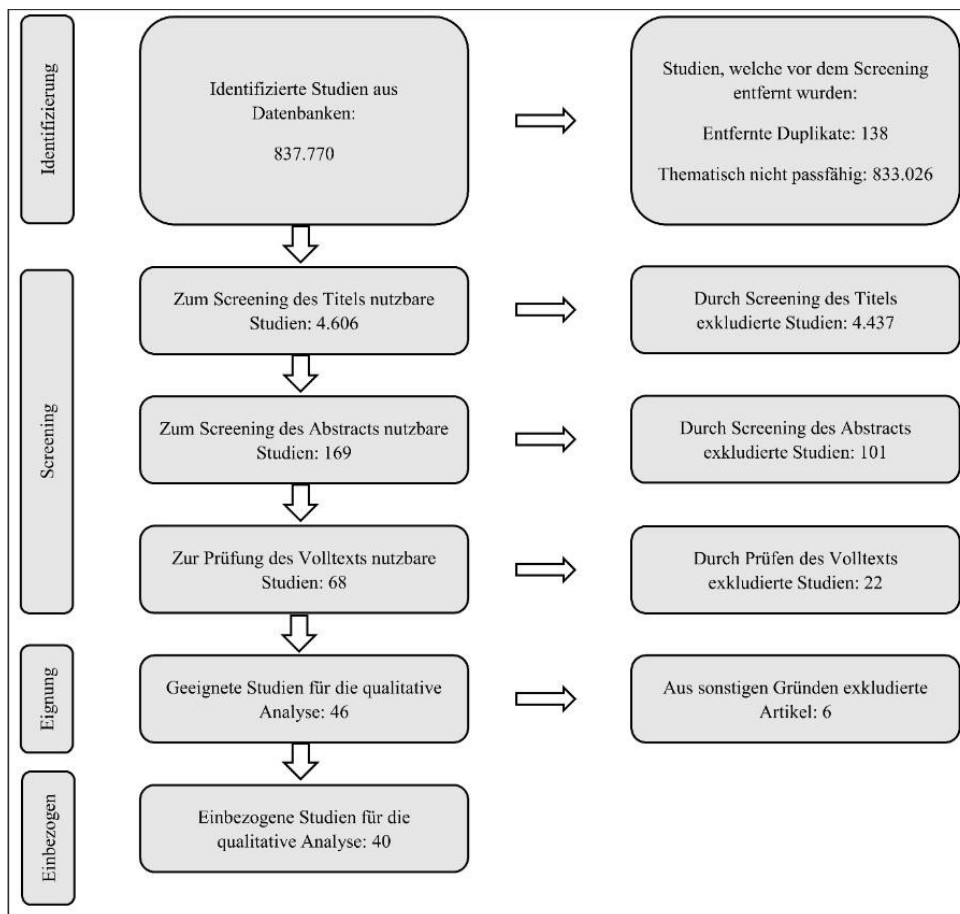 Identifizierung
Identifizierte Studien aus
Datenbanken:
837.770
Studien, welche vor dem Screening
entfernt wurden:
Entfernte Duplikate: 138
Thematisch nicht passfähig: 833.026
Screening
Zum Screening des Titels nutzbare
Studien: 4.606
Durch Screening des Titels
exkludierte Studien: 4.437
Zum Screening des Abstracts nutzbare
Studien: 169
Durch Screening des Abstracts
exkludierte Studien: 101
Zur Prüfung des Volltexts nutzbare
Studien: 68
Durch Prüfen des Volltexts
exkludierte Studien: 22
Eignung
Geeignete Studien für die qualitative
Analyse: 46
Aus sonstigen Gründen exkludierte
Artikel: 6
Einbezogen
Einbezogene Studien für die
qualitative Analyse: 40